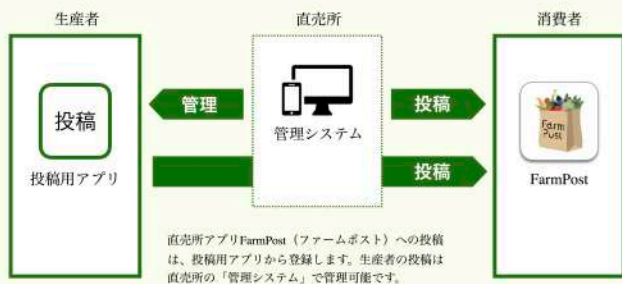 生産者
直売所
消費者
投稿
投稿用アプリ
管理
管理システム
投稿
投稿
Farm
Post
FarmPost
直売所アプリFarmPost（ファームポスト）への投稿
は、投稿用アプリから登録します。生産者の投稿は
直売所の「管理システム」で管理可能です。